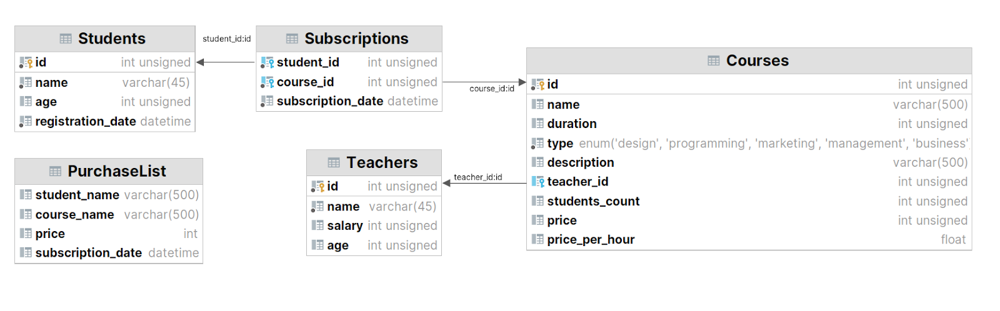 Students
id int unsigned
name varchar(45)
age int unsigned
registration_date datetime
student_id:id
Subscriptions
student_id int unsigned
course_id int unsigned
subscription_date datetime
course_id:id
Courses
id int unsigned
name varchar(500)
duration int unsigned
type enum('design', 'programming', 'marketing', 'management', 'business'
description varchar(500)
teacher_id int unsigned
students_count int unsigned
price int unsigned
price_per_hour float
PurchaseList
student_name varchar(500)
course_name varchar(500)
price int
subscription_date datetime
Teachers
id int unsigned
name varchar(45)
salary int unsigned
age int unsigned
teacher_id:id